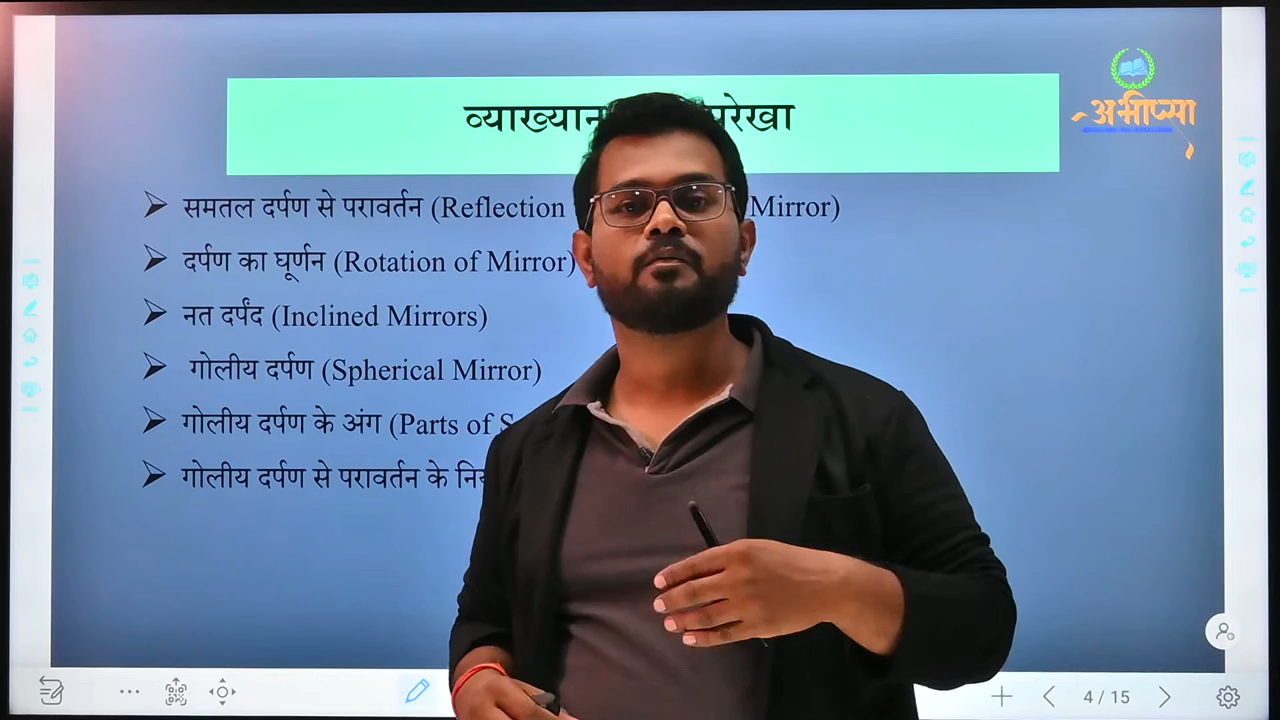 व्याख्यान
अभीप्सा
समतल दर्पण से परावर्तन (Reflection Mirror)
दर्पण का घूर्णन (Rotation of Mirror)
नत दर्पंद (Inclined Mirrors)
गोलीय दर्पण (Spherical Mirror)
गोलीय दर्पण के अंग (Parts of
गोलीय दर्पण से परावर्तन के
4 / 15